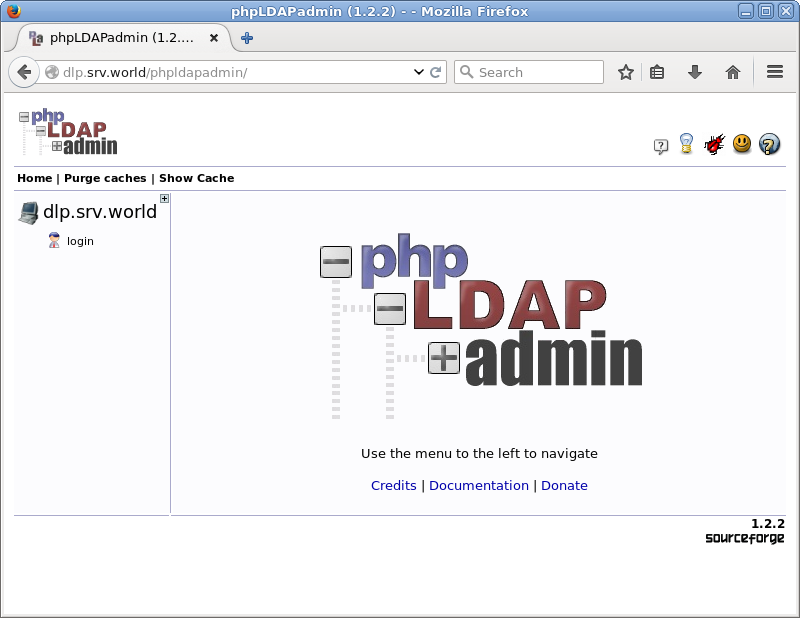 phpLDAPadmin (1.2.2) - - Mozilla Firefox
phpLDAPadmin (1.2....
dlp.srv.world/phpldapadmin/
Search
php
LDAP
admin
Home | Purge caches | Show Cache
dlp.srv.world
login
php
LDAP
admin
Use the menu to the left to navigate
Credits | Documentation | Donate
1.2.2
sourceforge